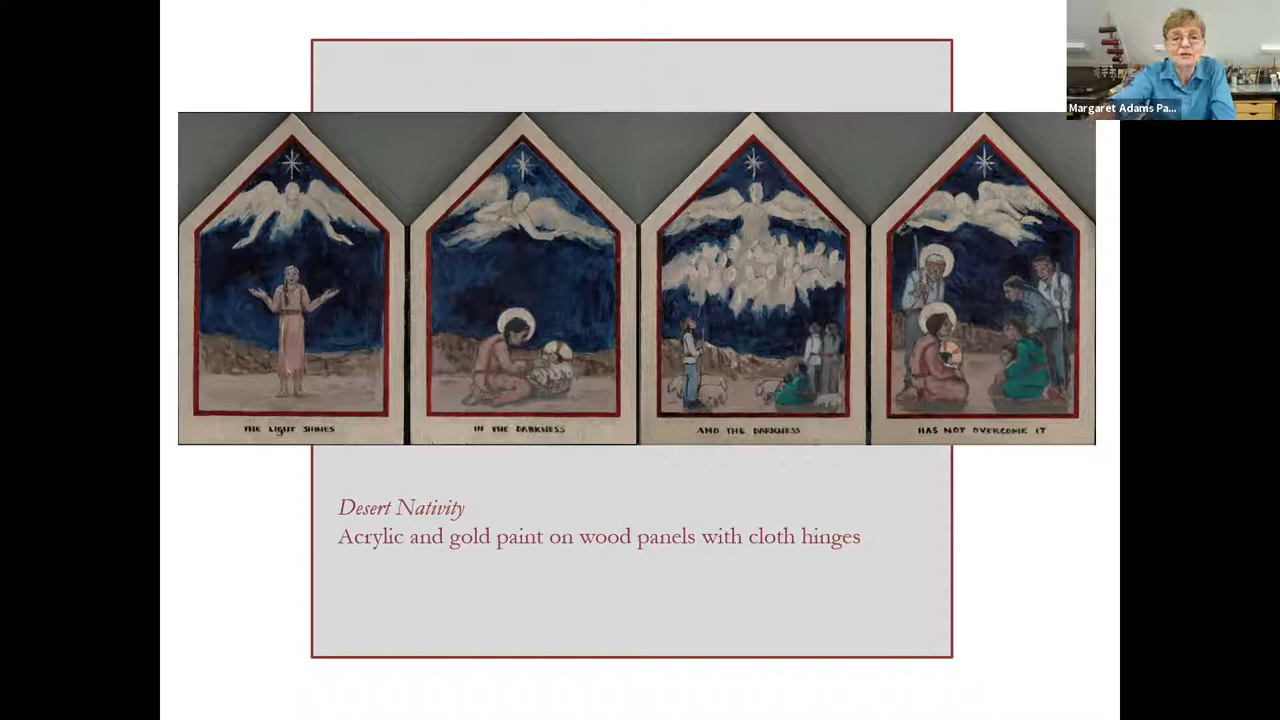 Margaret Adams Pa...
THE LIGHT SHINES
IN THE DARKNESS
AND THE DARKNESS
HAS NOT OVERCOME IT
Desert Nativity
Acrylic and gold paint on wood panels with cloth hinges